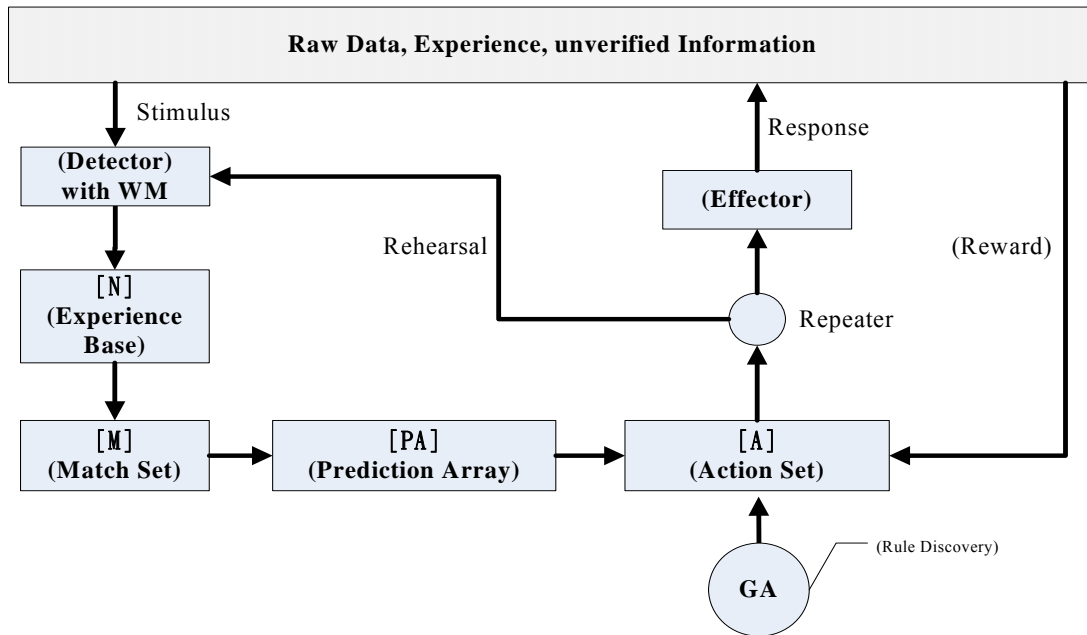 Raw Data, Experience, unverified Information
Stimulus
Response
(Detector)
with WM
(Effector)
Rehearsal
(Reward)
[N]
(Experience
Base)
Repeater
[M]
(Match Set)
[PA]
(Prediction Array)
[A]
(Action Set)
(Rule Discovery)
GA